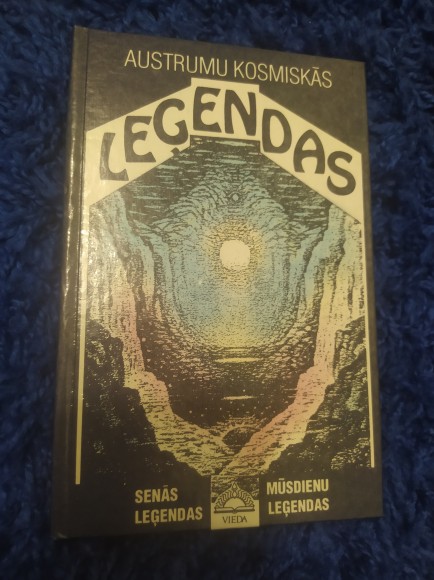 AUSTRUMU KOSMISKĀS
LEĢENDAS
SENĀS
LEĢENDAS
VIEDA
MŪSDIENU
LEĢENDAS